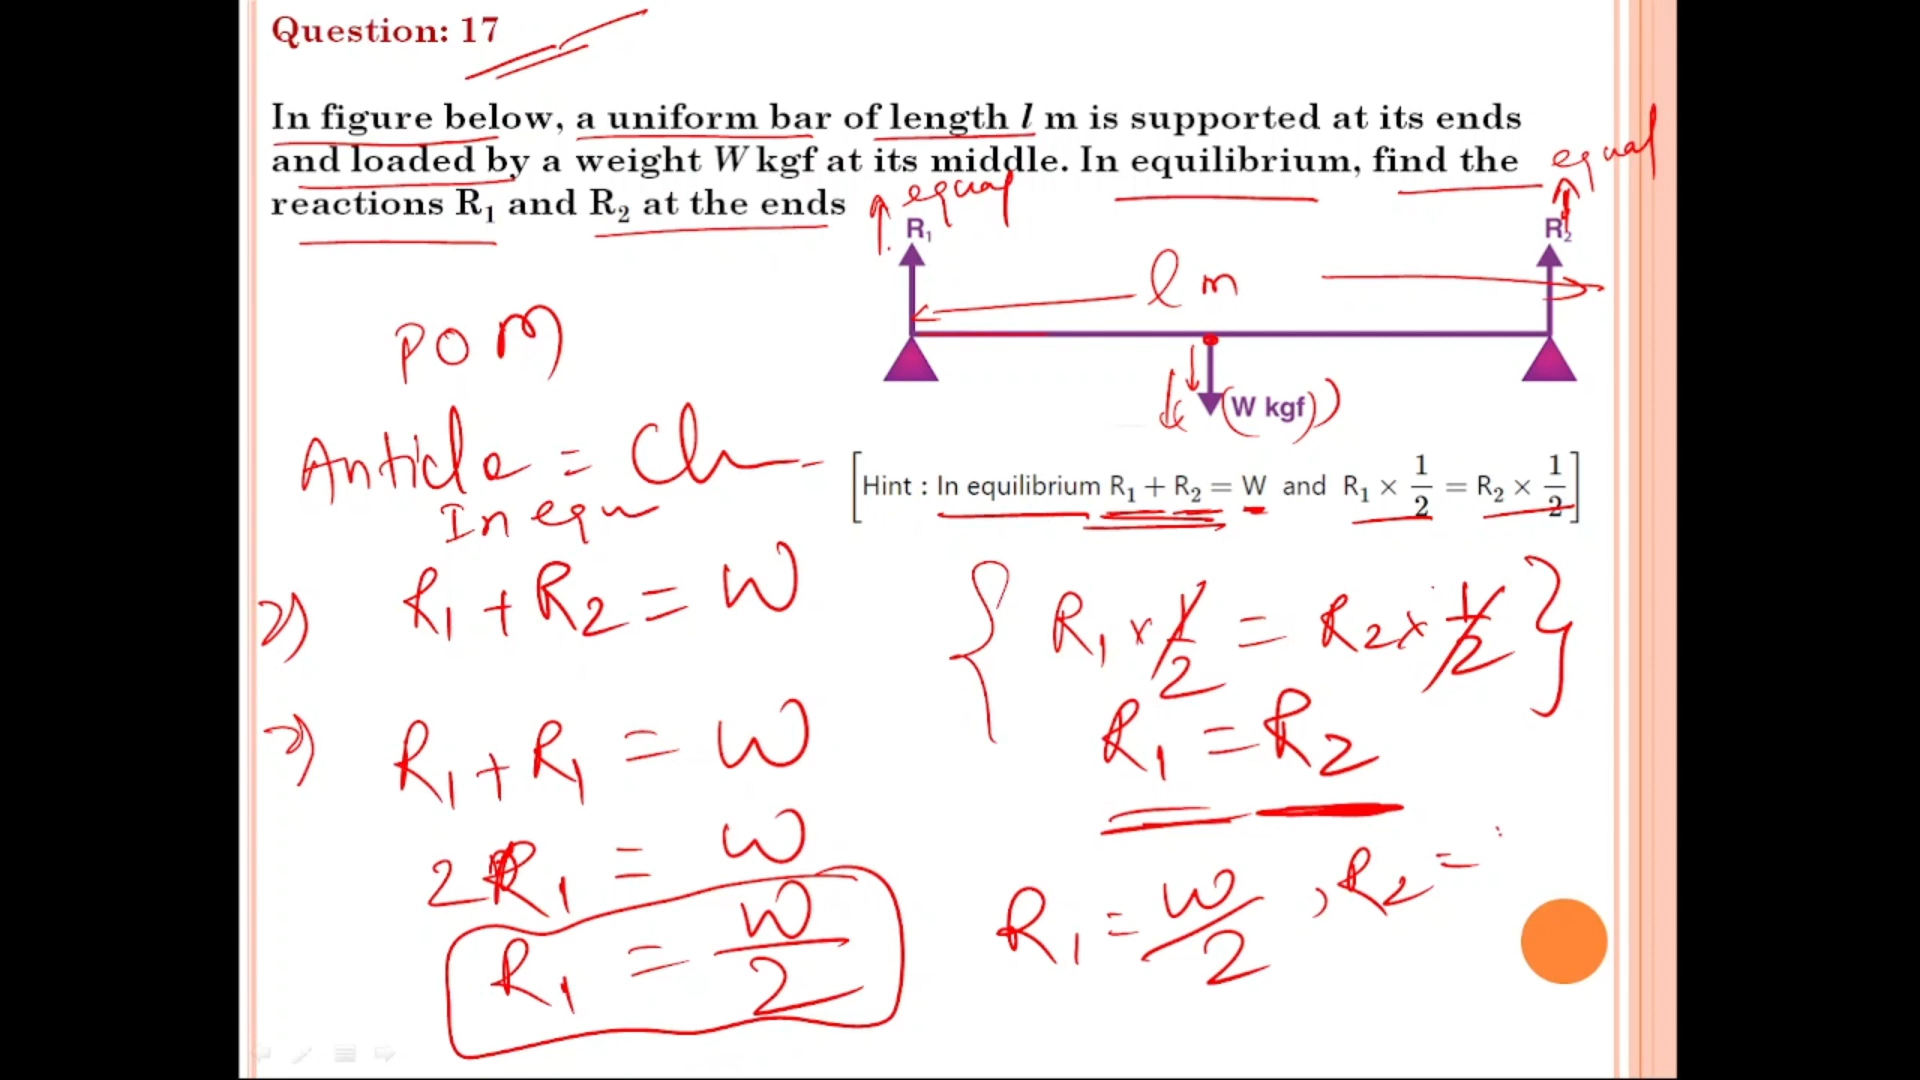 Question: 17
In figure below, a uniform bar of length l m is supported at its ends
and loaded by a weight W kgf at its middle. In equilibrium, find the
reactions R₁ and R₂ at the ends
equal
equal
R₁
R₂
l m
POM
W kgf
Anticlo = Ch
[Hint : In equilibrium R₁ + R₂ = W and R₁ × 1/2 = R₂ × 1/2]
In equ
R₁ + R₂ = W
{ R₁ × 1/2 = R₂ × 1/2 }
R₁ + R₁ = W
R₁ = R₂
2R₁ = W
R₁ = W/2
R₁ = W/2 , R₂ =